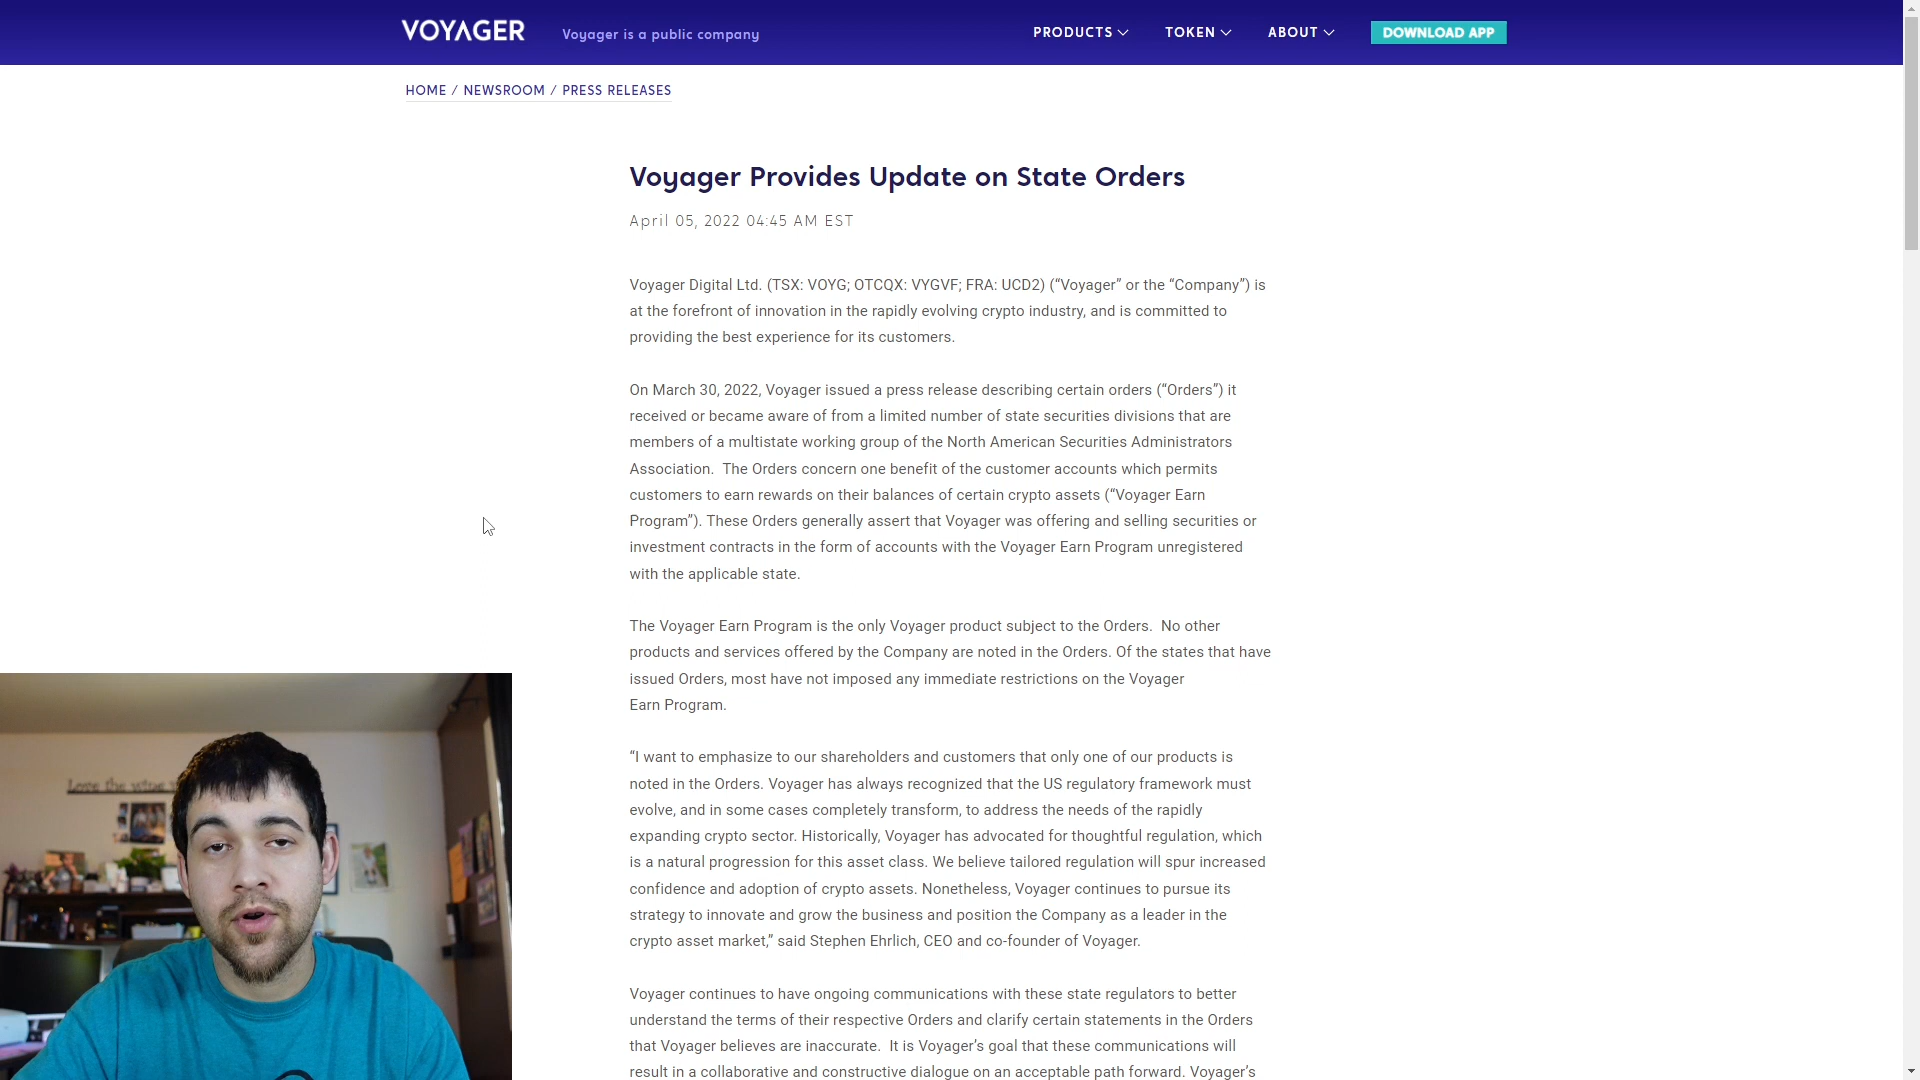 VOYAGER
Voyager is a public company
PRODUCTS
TOKEN
ABOUT
DOWNLOAD APP
HOME / NEWSROOM / PRESS RELEASES
Voyager Provides Update on State Orders
April 05, 2022 04:45 AM EST
Voyager Digital Ltd. (TSX: VOYG; OTCQX: VYGVF; FRA: UCD2) (“Voyager” or the “Company”) is
at the forefront of innovation in the rapidly evolving crypto industry, and is committed to
providing the best experience for its customers.
On March 30, 2022, Voyager issued a press release describing certain orders (“Orders”) it
received or became aware of from a limited number of state securities divisions that are
members of a multistate working group of the North American Securities Administrators
Association.  The Orders concern one benefit of the customer accounts which permits
customers to earn rewards on their balances of certain crypto assets (“Voyager Earn
Program”). These Orders generally assert that Voyager was offering and selling securities or
investment contracts in the form of accounts with the Voyager Earn Program unregistered
with the applicable state.
The Voyager Earn Program is the only Voyager product subject to the Orders.  No other
products and services offered by the Company are noted in the Orders. Of the states that have
issued Orders, most have not imposed any immediate restrictions on the Voyager
Earn Program.
“I want to emphasize to our shareholders and customers that only one of our products is
noted in the Orders. Voyager has always recognized that the US regulatory framework must
evolve, and in some cases completely transform, to address the needs of the rapidly
expanding crypto sector. Historically, Voyager has advocated for thoughtful regulation, which
is a natural progression for this asset class. We believe tailored regulation will spur increased
confidence and adoption of crypto assets. Nonetheless, Voyager continues to pursue its
strategy to innovate and grow the business and position the Company as a leader in the
crypto asset market,” said Stephen Ehrlich, CEO and co-founder of Voyager.
Voyager continues to have ongoing communications with these state regulators to better
understand the terms of their respective Orders and clarify certain statements in the Orders
that Voyager believes are inaccurate.  It is Voyager’s goal that these communications will
result in a collaborative and constructive dialogue on an acceptable path forward. Voyager’s
Love the wine